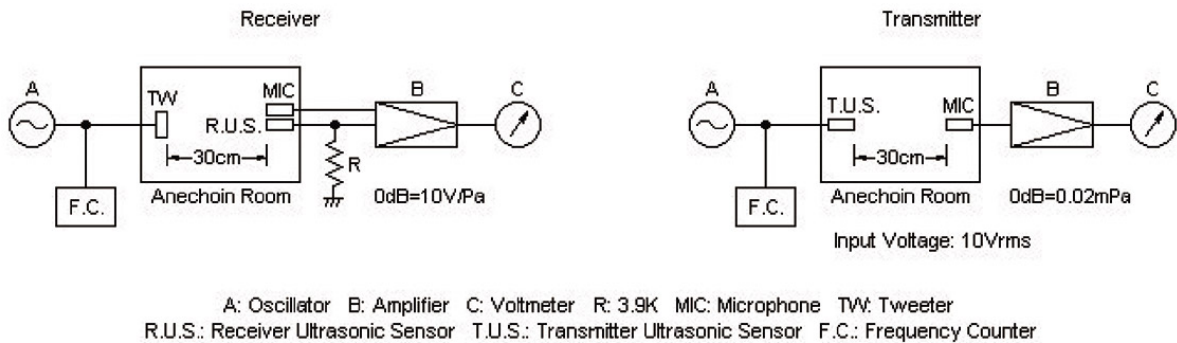 Receiver
Transmitter
A
TW
MIC
R.U.S.
30cm
B
C
R
F.C.
Anechoin Room
0dB=10V/Pa
A
T.U.S.
MIC
30cm
B
C
F.C.
Anechoin Room
0dB=0.02mPa
Input Voltage: 10Vrms
A: Oscillator B: Amplifier C: Voltmeter R: 3.9K MIC: Microphone TW: Tweeter
R.U.S.: Receiver Ultrasonic Sensor T.U.S.: Transmitter Ultrasonic Sensor F.C.: Frequency Counter